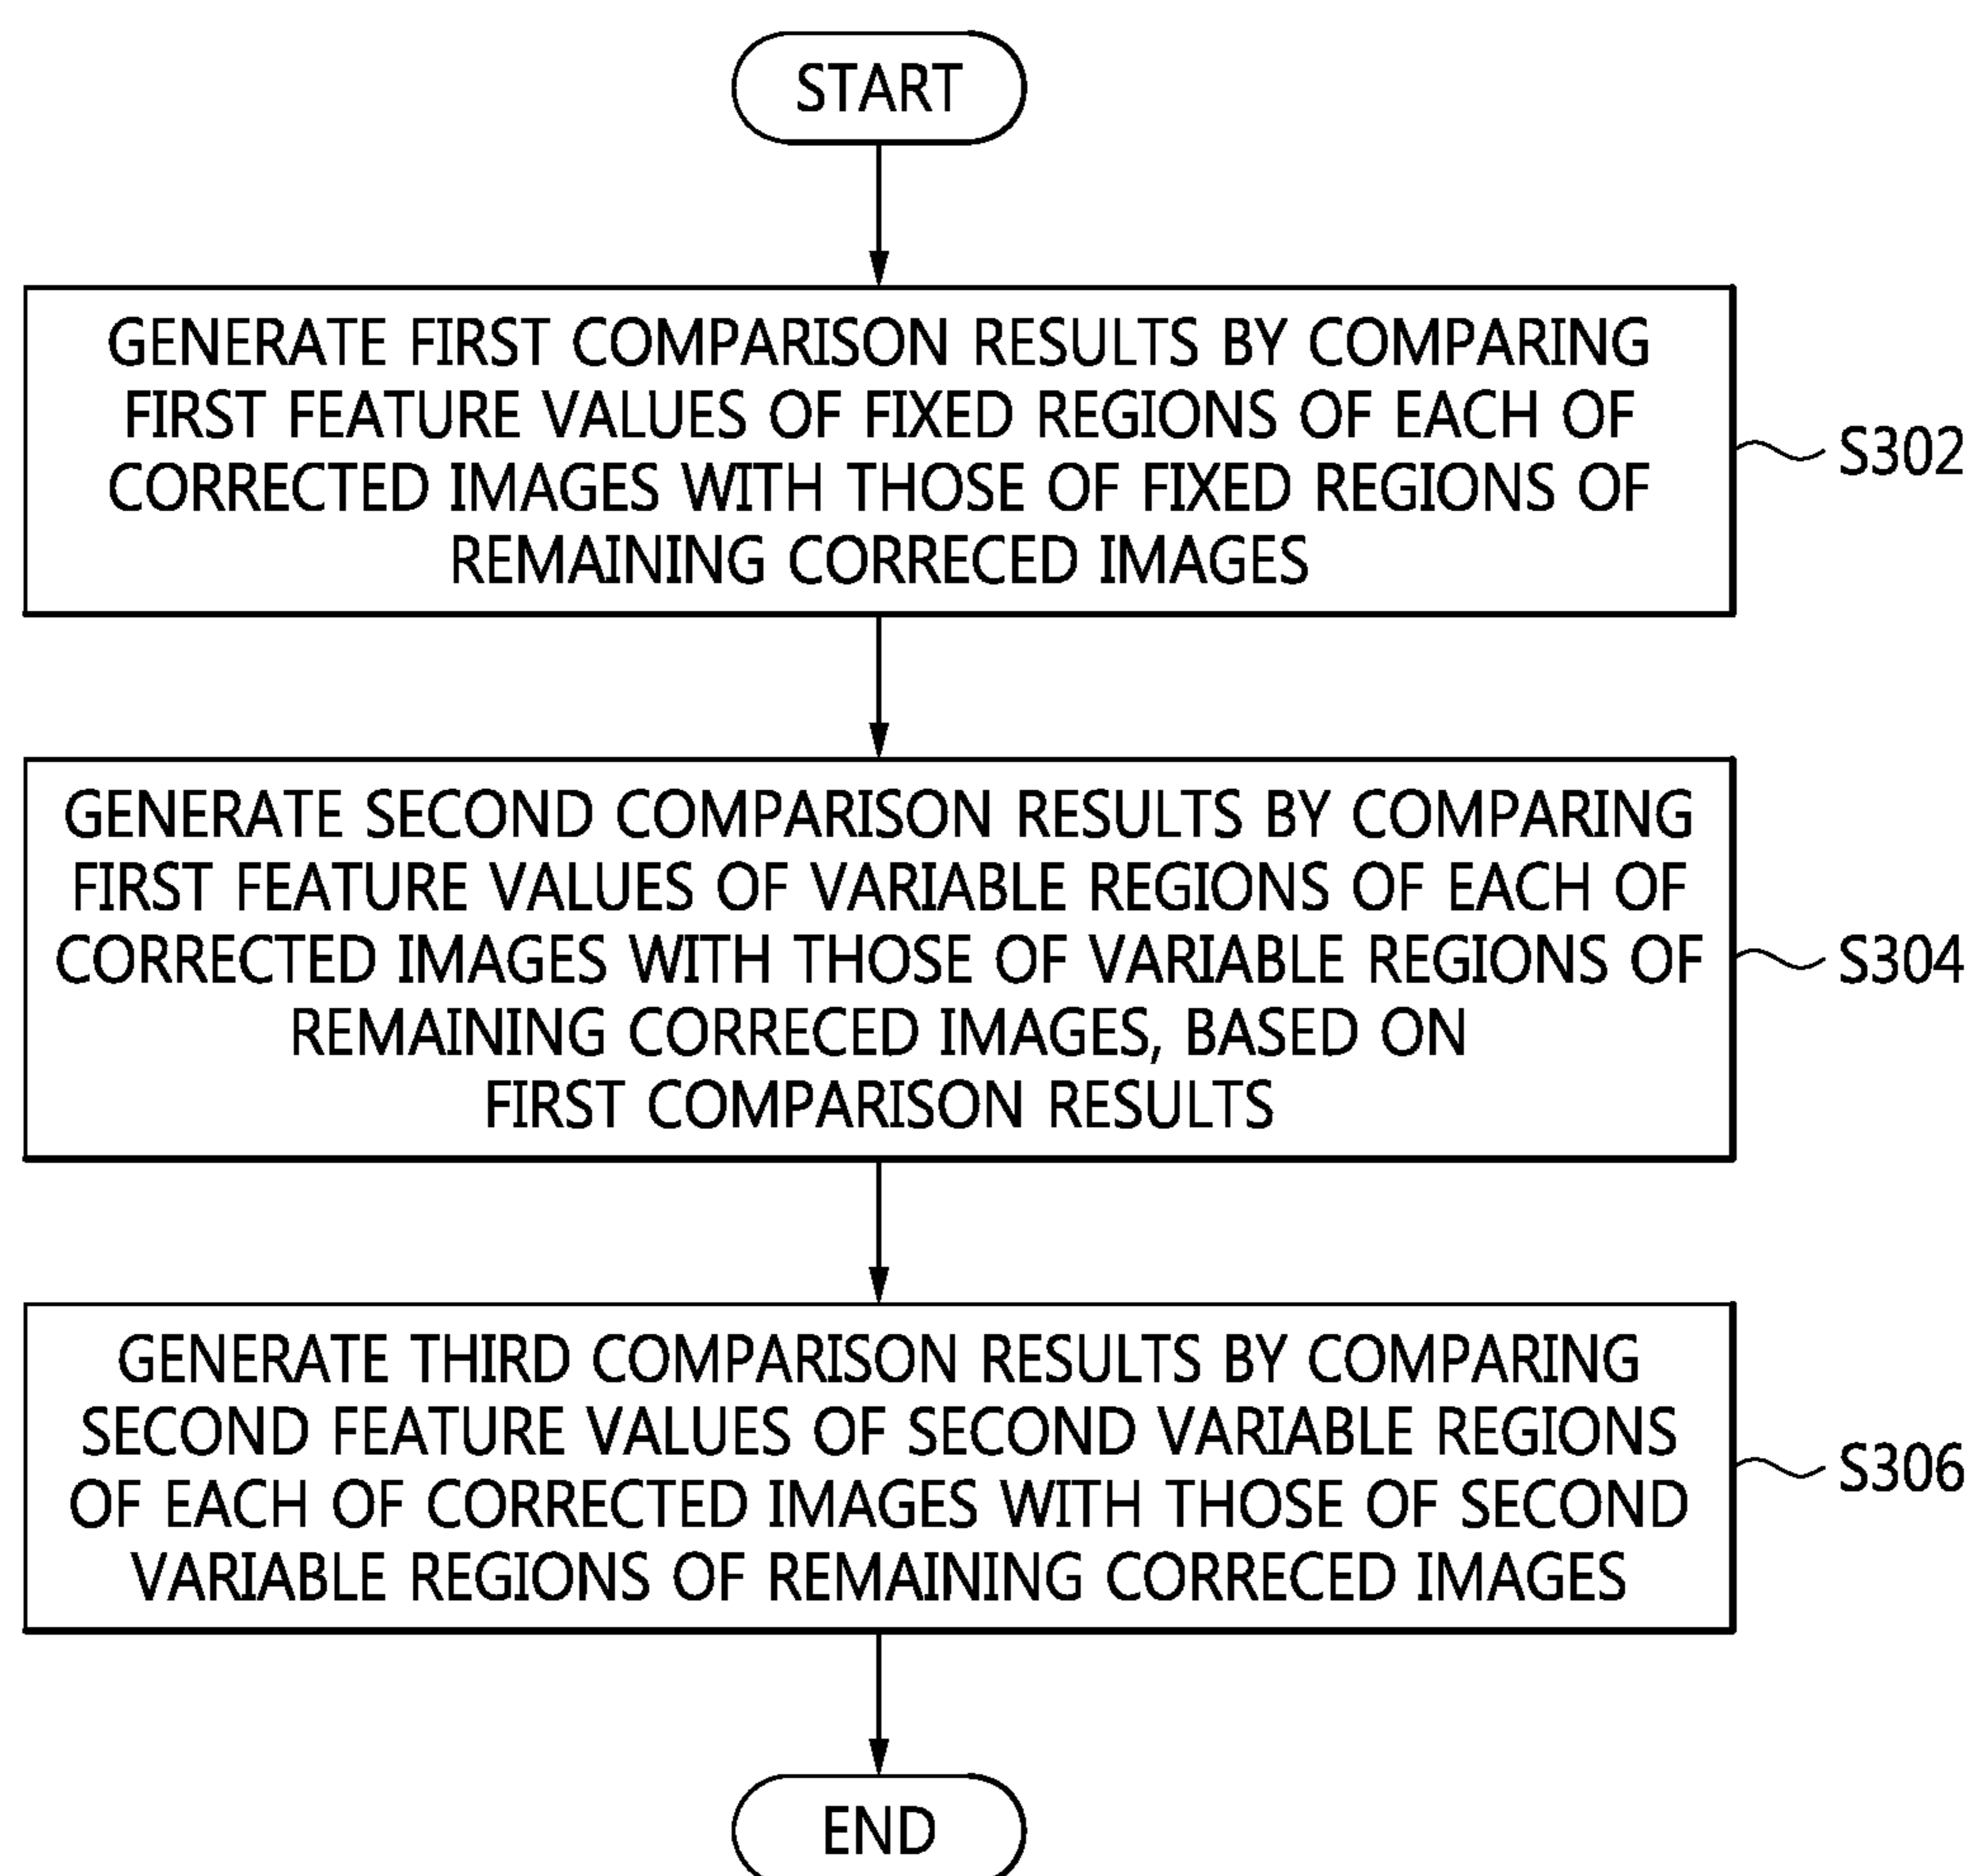 START
GENERATE FIRST COMPARISON RESULTS BY COMPARING
FIRST FEATURE VALUES OF FIXED REGIONS OF EACH OF
CORRECTED IMAGES WITH THOSE OF FIXED REGIONS OF
REMAINING CORRECED IMAGES
S302
GENERATE SECOND COMPARISON RESULTS BY COMPARING
FIRST FEATURE VALUES OF VARIABLE REGIONS OF EACH OF
CORRECTED IMAGES WITH THOSE OF VARIABLE REGIONS OF
REMAINING CORRECED IMAGES, BASED ON
FIRST COMPARISON RESULTS
S304
GENERATE THIRD COMPARISON RESULTS BY COMPARING
SECOND FEATURE VALUES OF SECOND VARIABLE REGIONS
OF EACH OF CORRECTED IMAGES WITH THOSE OF SECOND
VARIABLE REGIONS OF REMAINING CORRECED IMAGES
S306
END